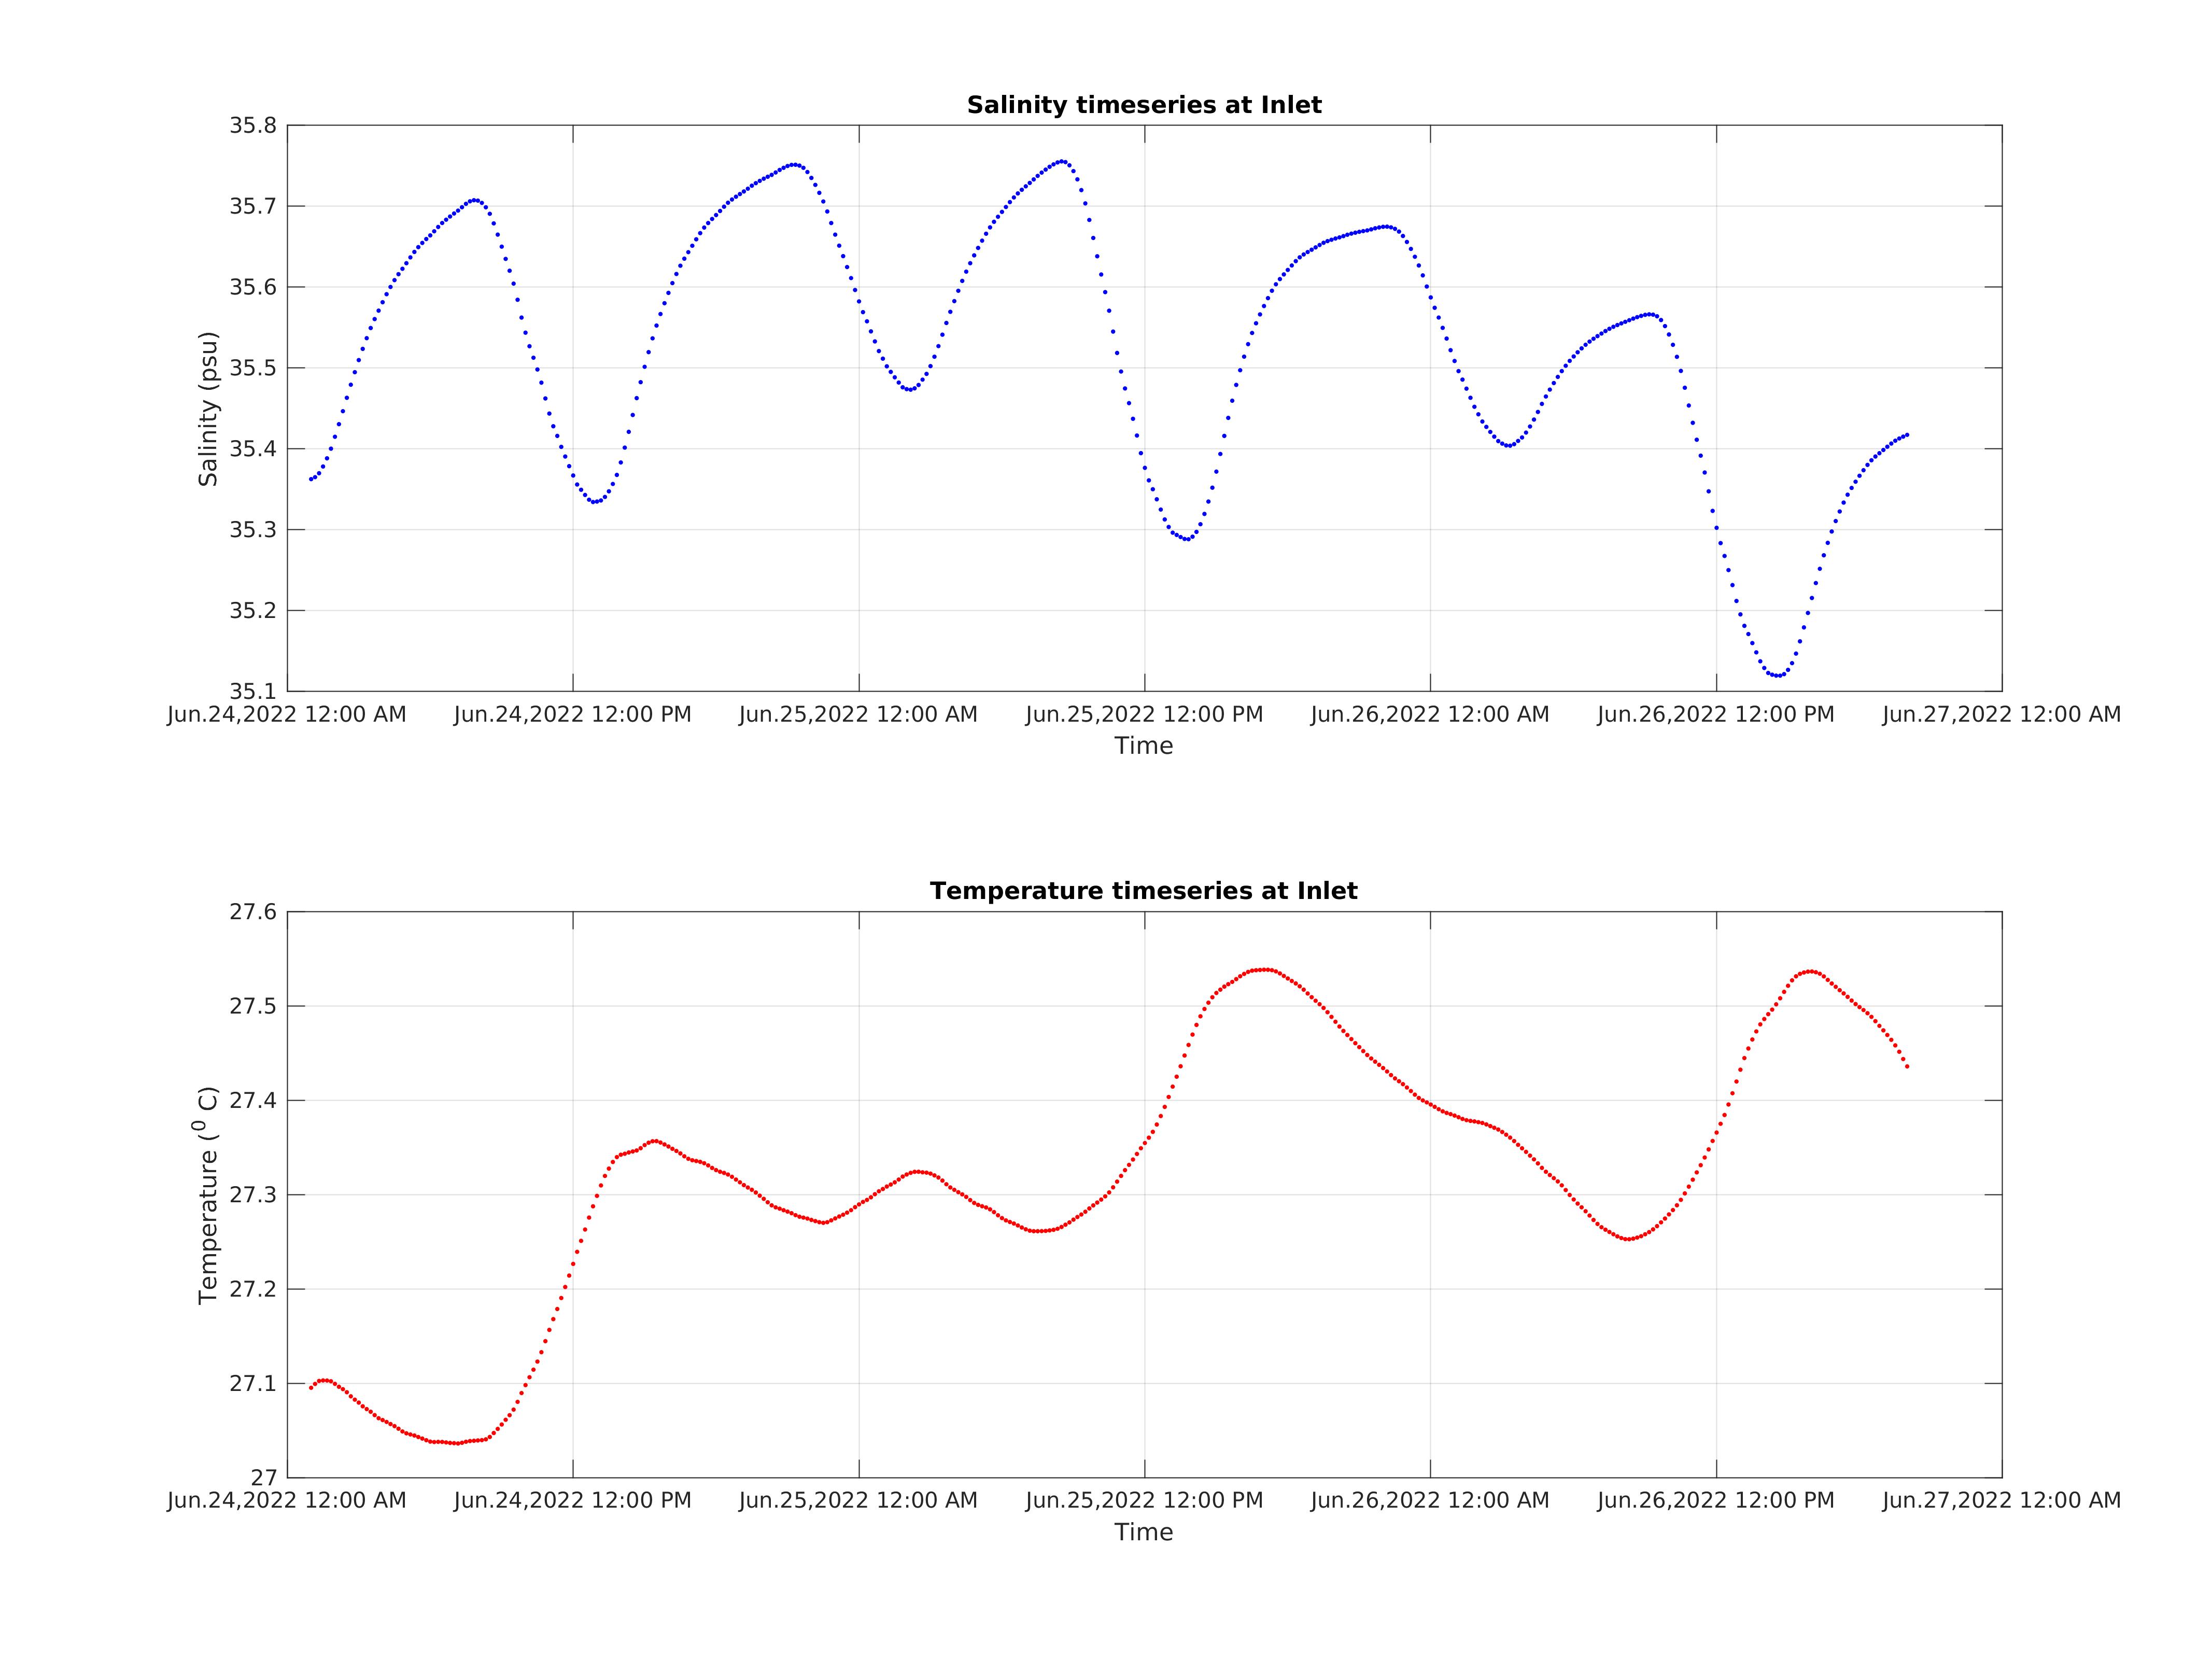 Salinity timeseries at Inlet
35.8
35.7
35.6
35.5
35.4
35.3
35.2
35.1
Salinity (psu)
Jun.24,2022 12:00 AM Jun.24,2022 12:00 PM Jun.25,2022 12:00 AM Jun.25,2022 12:00 PM Jun.26,2022 12:00 AM Jun.26,2022 12:00 PM Jun.27,2022 12:00 AM
Time
Temperature timeseries at Inlet
27.6
27.5
27.4
27.3
27.2
27.1
27
Temperature (⁰ C)
Jun.24,2022 12:00 AM Jun.24,2022 12:00 PM Jun.25,2022 12:00 AM Jun.25,2022 12:00 PM Jun.26,2022 12:00 AM Jun.26,2022 12:00 PM Jun.27,2022 12:00 AM
Time